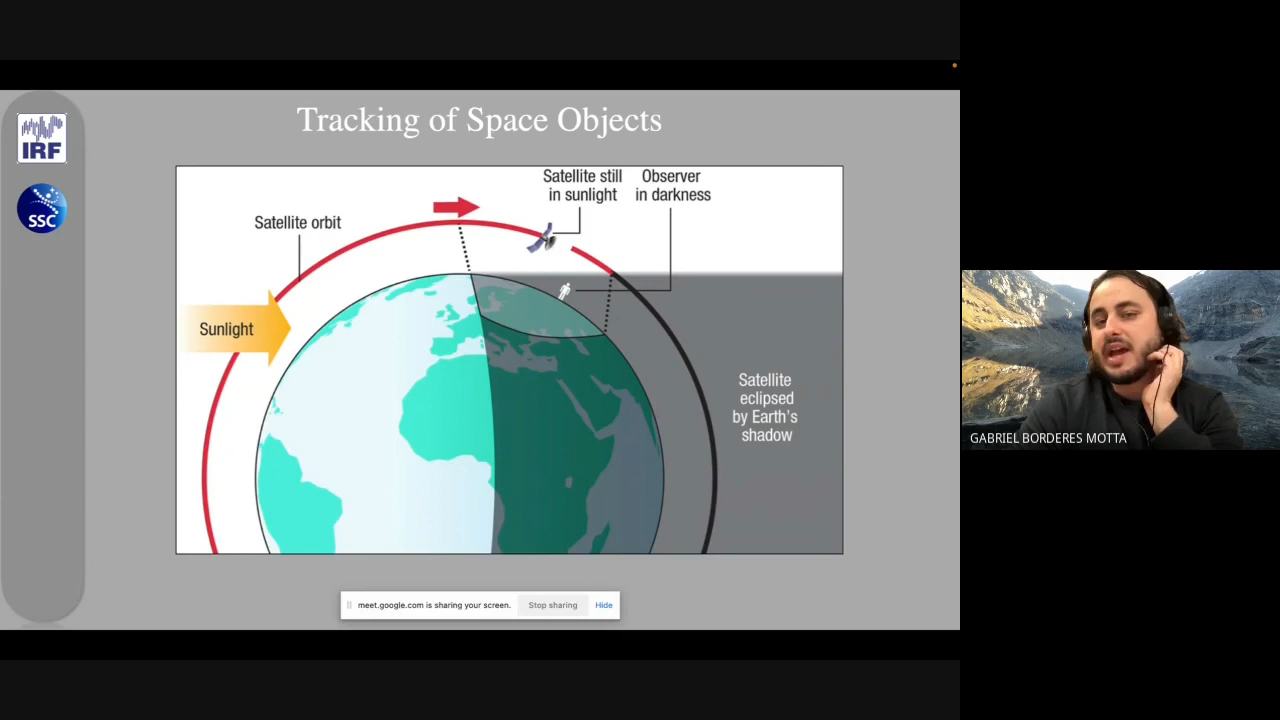 Tracking of Space Objects
IRF
SSC
Satellite still
in sunlight
Observer
in darkness
Satellite orbit
Sunlight
Satellite
eclipsed
by Earth's
shadow
meet.google.com is sharing your screen.
Stop sharing
Hide
GABRIEL BORDERES MOTTA